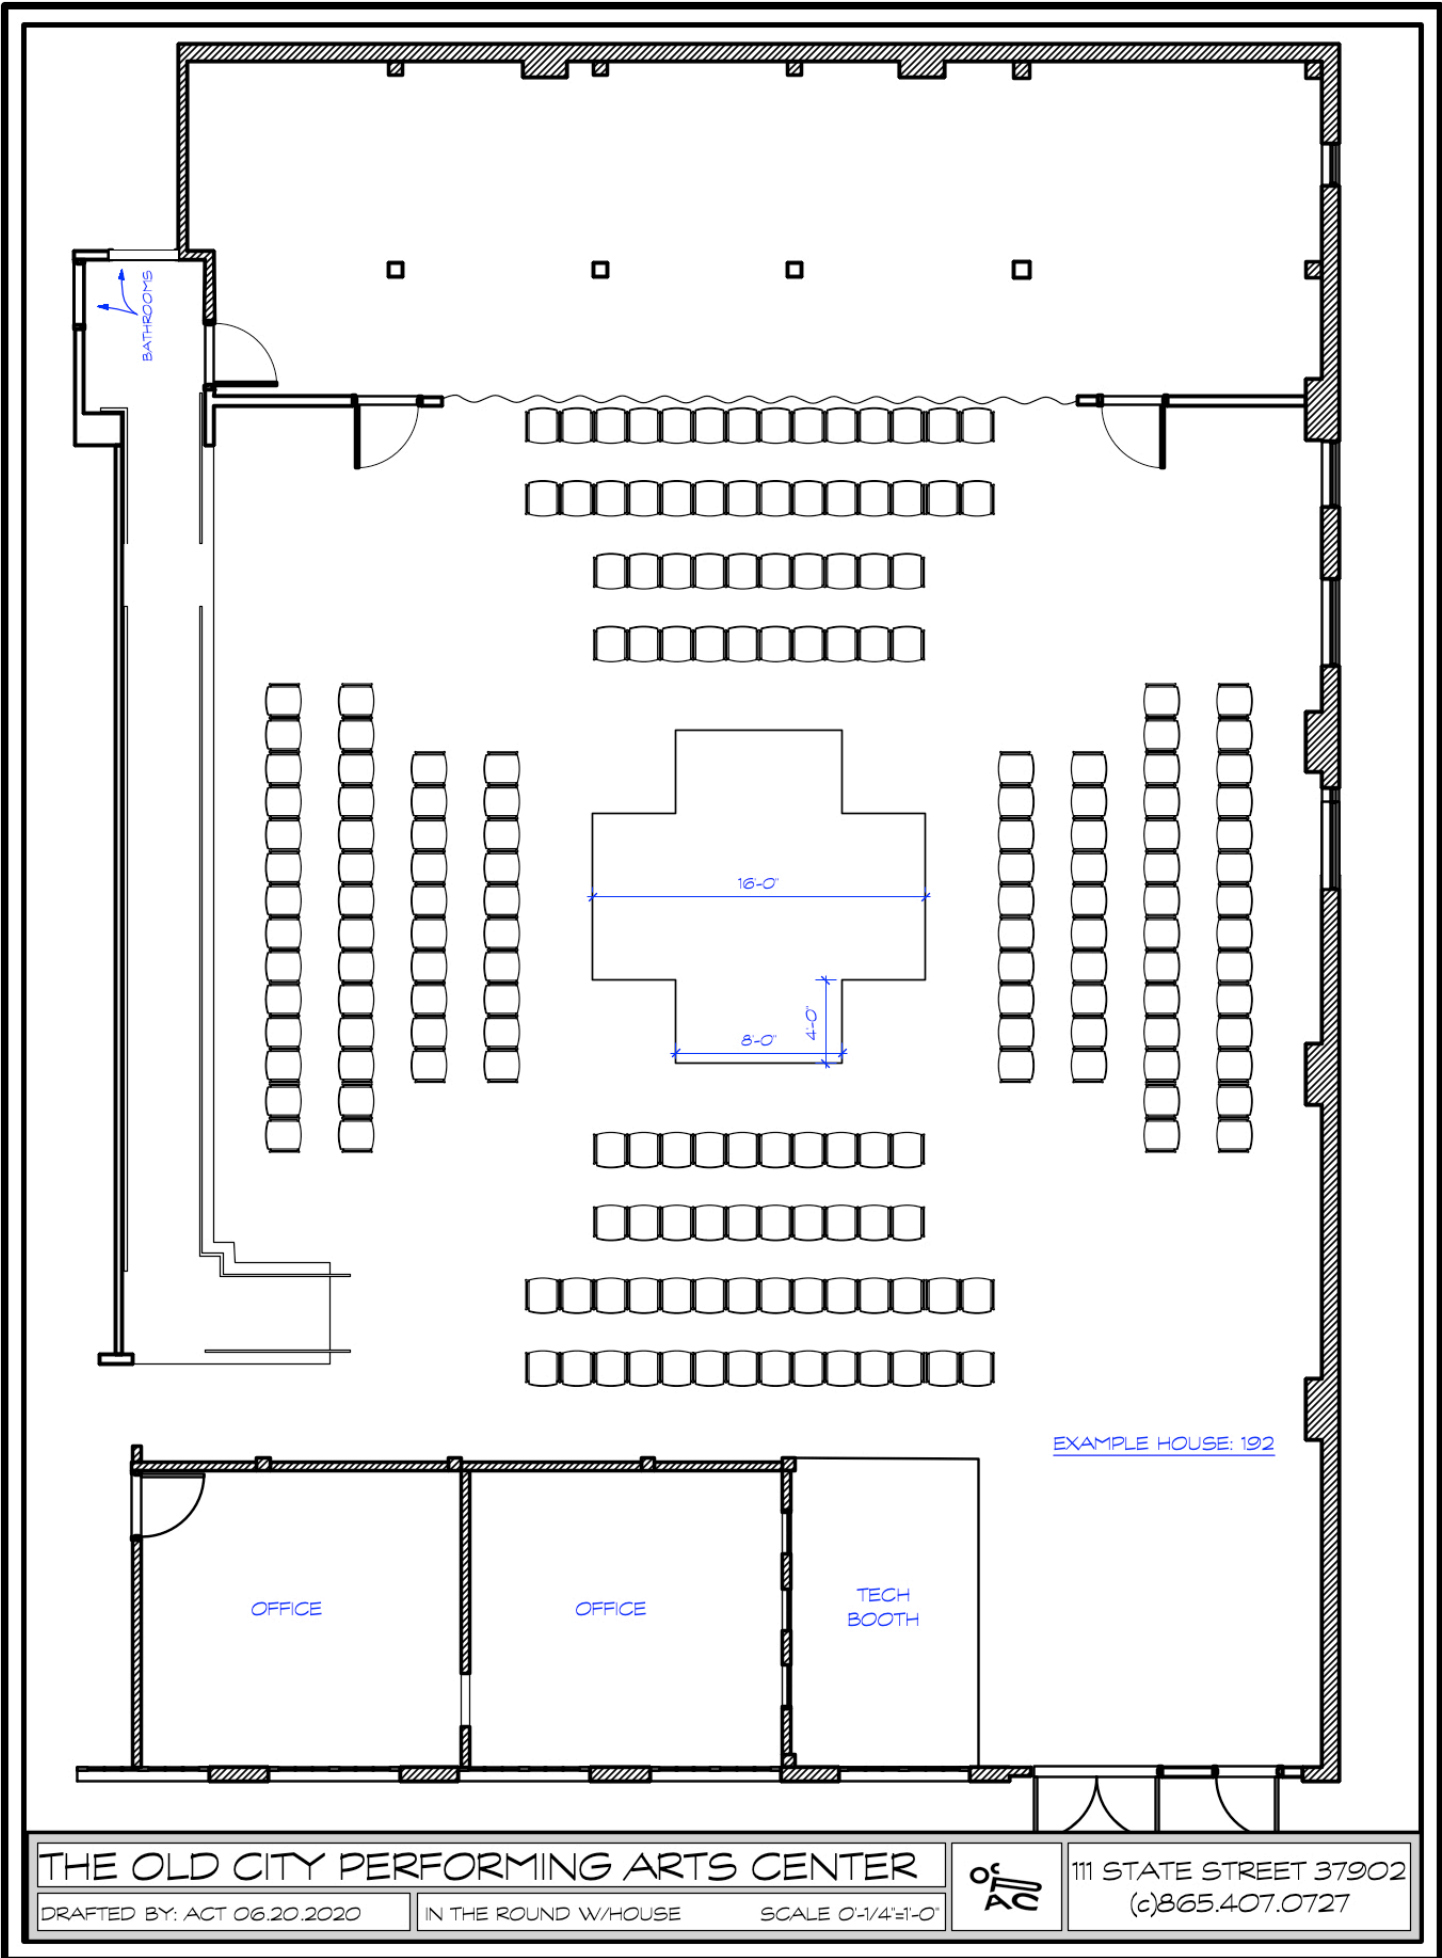 BATHROOMS
16'-0"
4'-0"
8'-0"
EXAMPLE HOUSE: 192
OFFICE
OFFICE
TECH
BOOTH
THE OLD CITY PERFORMING ARTS CENTER
DRAFTED BY: ACT 06.20.2020
IN THE ROUND W/HOUSE
SCALE 0'-1/4"=1'-0"
OC
PAC
111 STATE STREET 37902
(c)865.407.0727